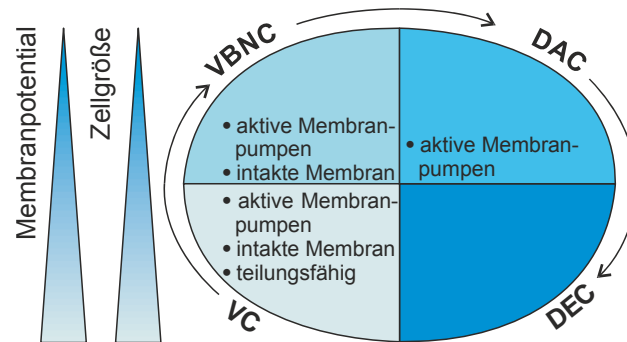 Membranpotential
Zellgröße
VBNC
DAC
• aktive Membran-
pumpen
• intakte Membran
• aktive Membran-
pumpen
• aktive Membran-
pumpen
• intakte Membran
• teilungsfähig
VC
DEC